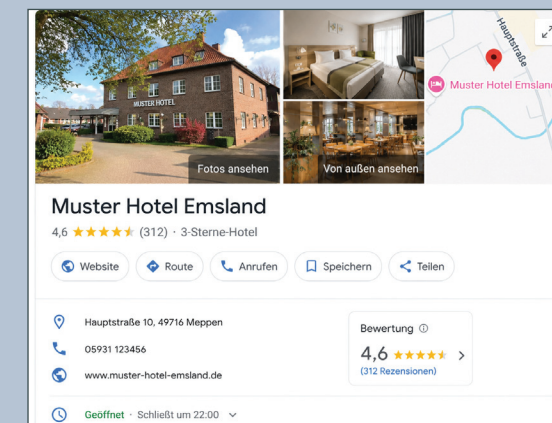 MUSTER HOTEL
Fotos ansehen
Von außen ansehen
Hauptstraße
Muster Hotel Emsland
Muster Hotel Emsland
4,6 (312) · 3-Sterne-Hotel
Website Route Anrufen Speichern Teilen
Hauptstraße 10, 49716 Meppen
05931 123456
www.muster-hotel-emsland.de
Bewertung
4,6
(312 Rezensionen)
Geöffnet · Schließt um 22:00